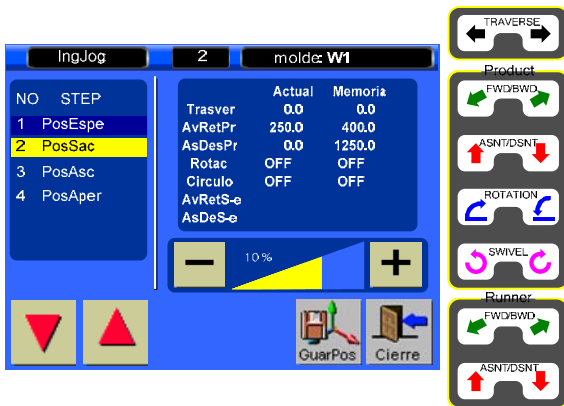 IngJog 2 molde: W1
NO STEP
1 PosEspe
2 PosSac
3 PosAsc
4 PosAper
Actual Memoria
Trasver 0.0 0.0
AvRetPr 250.0 400.0
AsDesPr 0.0 1250.0
Rotac OFF OFF
Circulo OFF OFF
AvRetS-e
AsDeS-e
10%
GuarPos
Cierre
TRAVERSE
Product
FWD/BWD
ASNT/DSNT
ROTATION
SWIVEL
Runner
FWD/BWD
ASNT/DSNT